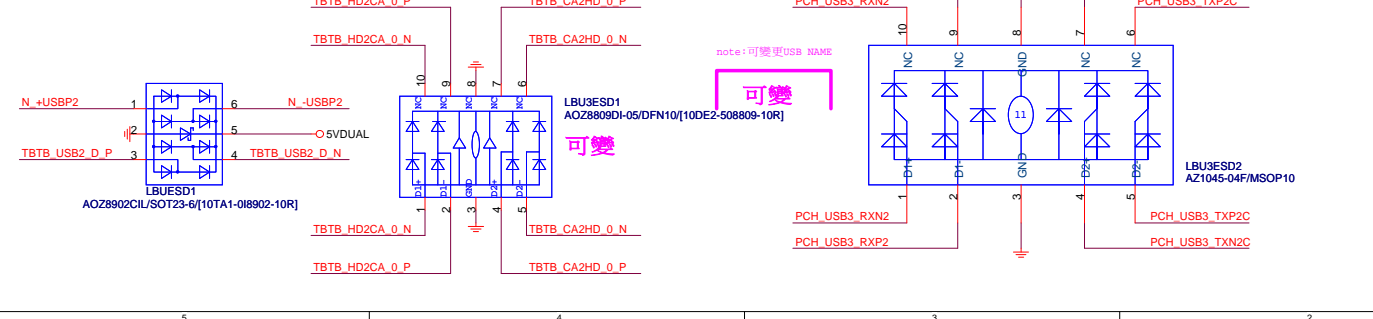 TBTB_HD2CA_0_P
TBTB_CA2HD_0_P
PCH_USB3_RXN2
PCH_USB3_TXP2C
TBTB_HD2CA_0_N
TBTB_CA2HD_0_N
10
9
8
7
6
note:可變更USB NAME
可變
10
9
8
7
6
NC
NC
GND
NC
NC
11
D1+
D1-
GND
D2+
D2-
1
2
3
4
5
LBU3ESD2
AZ1045-04F/MSOP10
N_+USBP2
1
6
N_-USBP2
2
5
5VDUAL
TBTB_USB2_D_P
3
4
TBTB_USB2_D_N
LBUESD1
AOZ8902CIL/SOT23-6/[10TA1-0I8902-10R]
NC
NC
NC
NC
D1+
D1-
GND
D2+
D2-
1
2
3
4
5
LBU3ESD1
AOZ8809DI-05/DFN10/[10DE2-508809-10R]
可變
TBTB_HD2CA_0_N
TBTB_CA2HD_0_N
TBTB_HD2CA_0_P
TBTB_CA2HD_0_P
PCH_USB3_RXN2
PCH_USB3_TXP2C
PCH_USB3_RXP2
PCH_USB3_TXN2C
5
4
3
2